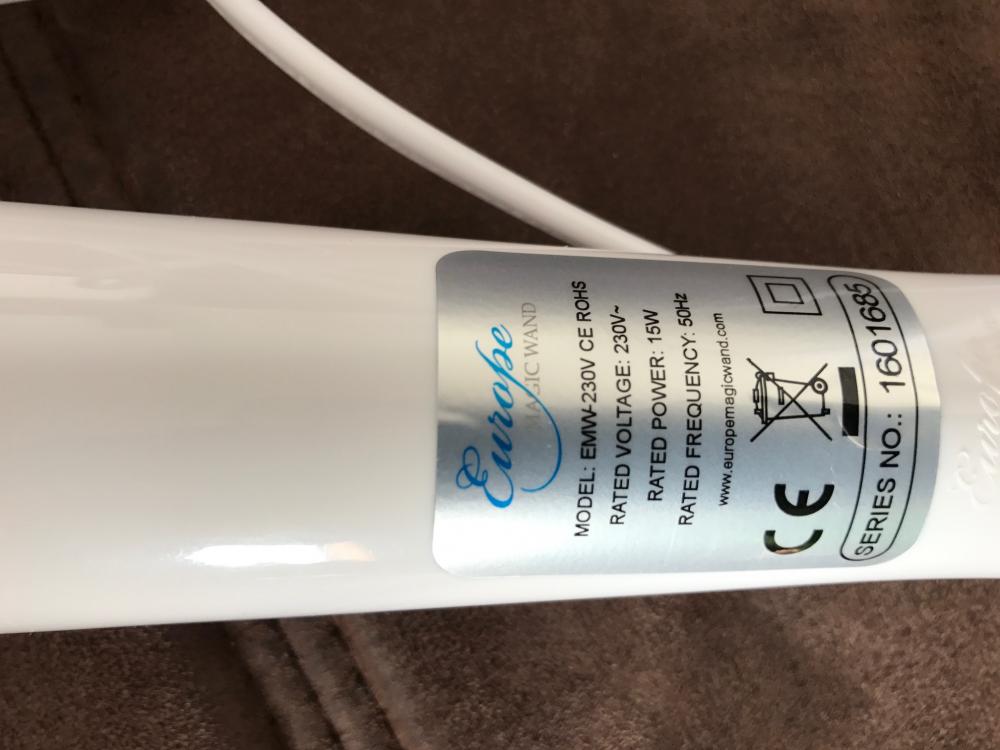 Europe
MAGIC WAND
MODEL: EMW-230V CE ROHS
RATED VOLTAGE: 230V~
RATED POWER: 15W
RATED FREQUENCY: 50Hz
www.europemagicwand.com
CE
SERIES NO.: 1601685